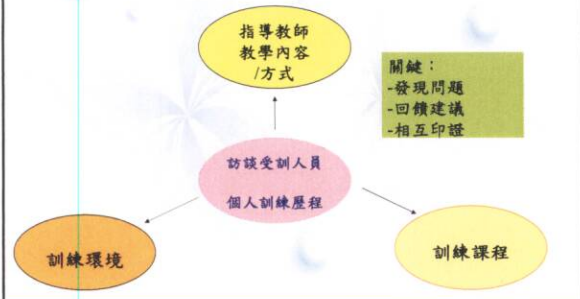 指導教師
教學內容
/方式
關鍵：
-發現問題
-回饋建議
-相互印證
訪談受訓人員
個人訓練歷程
訓練環境
訓練課程